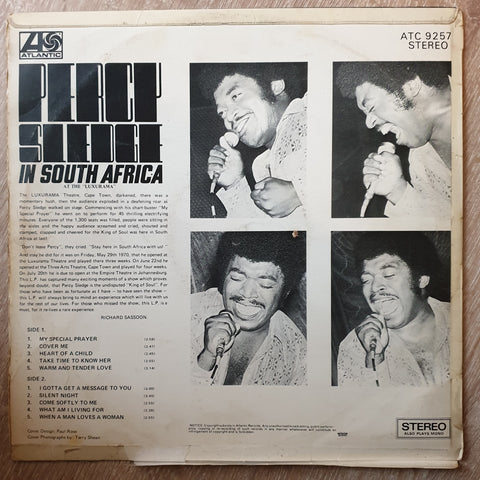 ATLANTIC
ATC 9257
STEREO
PERCY
SLEDGE
IN SOUTH AFRICA
AT THE "LUXURAMA"
The LUXURAMA Theatre, Cape Town, darkened, there was a
momentary hush, then the audience exploded in a deafening roar as
Percy Sledge walked on stage. Commencing with his chart-buster "My
Special Prayer" he went on to perform for 45 thrilling electrifying
minutes. Everyone of the 1,300 seats was filled, people were sitting in
the aisles and the happy audience screamed and cried, shouted and
stamped, clapped and cheered for the King of Soul was here in South
Africa at last!
"Don't leave Percy", they cried. "Stay here in South Africa with us!"
And may he did for it was on Friday, May 29th 1970, that he opened
at the Luxurama Theatre and played there three weeks. On June 22nd he
opened at the Three Arts Theatre, Cape Town and played for four weeks.
On July 20th he is due to open at the Empire Theatre in Johannesburg.
This L.P. has captured many exciting moments of a show which proves,
beyond doubt, that Percy Sledge is the undisputed "King of Soul". For
those who have been as fortunate as I have — to have seen the show —
this L.P. will always bring to mind an experience which will live with us
for the rest of our lives. For those who missed the show, this L.P. is a
must, for it relives a rare experience.
RICHARD SASSOON.
SIDE 1.
1. MY SPECIAL PRAYER
2. COVER ME
3. HEART OF A CHILD
4. TAKE TIME TO KNOW HER
5. WARM AND TENDER LOVE
SIDE 2.
1. I GOTTA GET A MESSAGE TO YOU
2. SILENT NIGHT
3. COME SOFTLY TO ME
4. WHAT AM I LIVING FOR
5. WHEN A MAN LOVES A WOMAN
Cover Design: Paul Rose
Cover Photographs by: Terry Shean
STEREO
ALSO PLAYS MONO